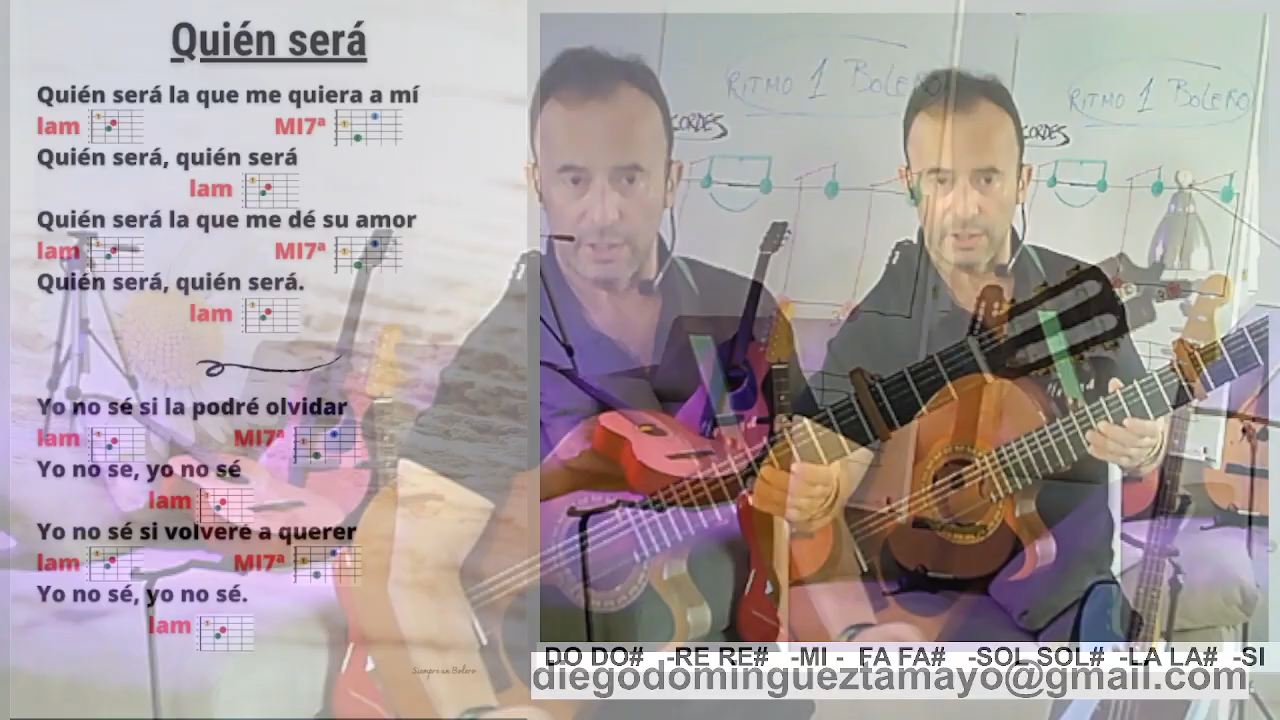 Quién será
Quién será la que me quiera a mí
lam MI7ª
Quién será, quién será
lam
Quién será la que me dé su amor
lam MI7ª
Quién será, quién será.
lam
Yo no sé si la podré olvidar
lam MI7ª
Yo no se, yo no sé
lam
Yo no sé si volveré a querer
lam MI7ª
Yo no sé, yo no sé.
lam
Siempre un Bolero
RITMO 1 BOLERO
RITMO 1 BOLERO
CORDES
CORDES
DO DO# -RE RE# -MI - FA FA# -SOL SOL# -LA LA# -SI
diegodomingueztamayo@gmail.com